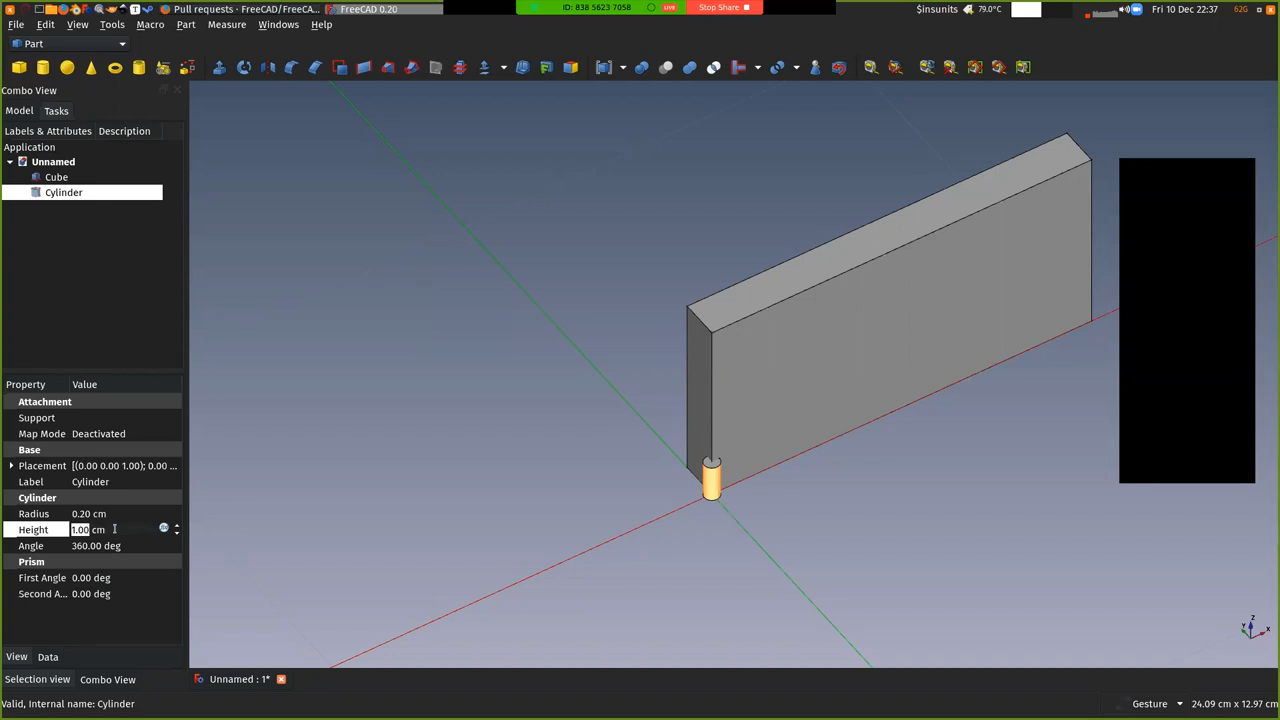 ID: 838 5623 7058 LIVE Stop Share
Pull requests · FreeCAD/FreeCA... FreeCAD 0.20 $insunits 79.0°C Fri 10 Dec 22:37 62G
File Edit View Tools Macro Part Measure Windows Help
Part
Combo View
Model Tasks
Labels & Attributes Description
Application
Unnamed
Cube
Cylinder
Property Value
Attachment
Support
Map Mode Deactivated
Base
Placement [(0.00 0.00 1.00); 0.00 ...
Label Cylinder
Cylinder
Radius 0.20 cm
Height 1.00 cm
Angle 360.00 deg
Prism
First Angle 0.00 deg
Second A... 0.00 deg
View Data
Selection view Combo View
Unnamed : 1*
Z
Y X
Valid, Internal name: Cylinder
Gesture 24.09 cm x 12.97 cm